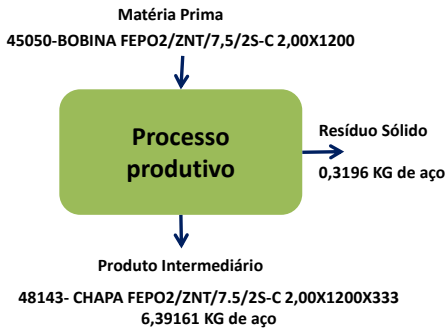 Matéria Prima
45050-BOBINA FEPO2/ZNT/7,5/2S-C 2,00X1200
Processo
produtivo
Resíduo Sólido
0,3196 KG de aço
Produto Intermediário
48143- CHAPA FEPO2/ZNT/7.5/2S-C 2,00X1200X333
6,39161 KG de aço